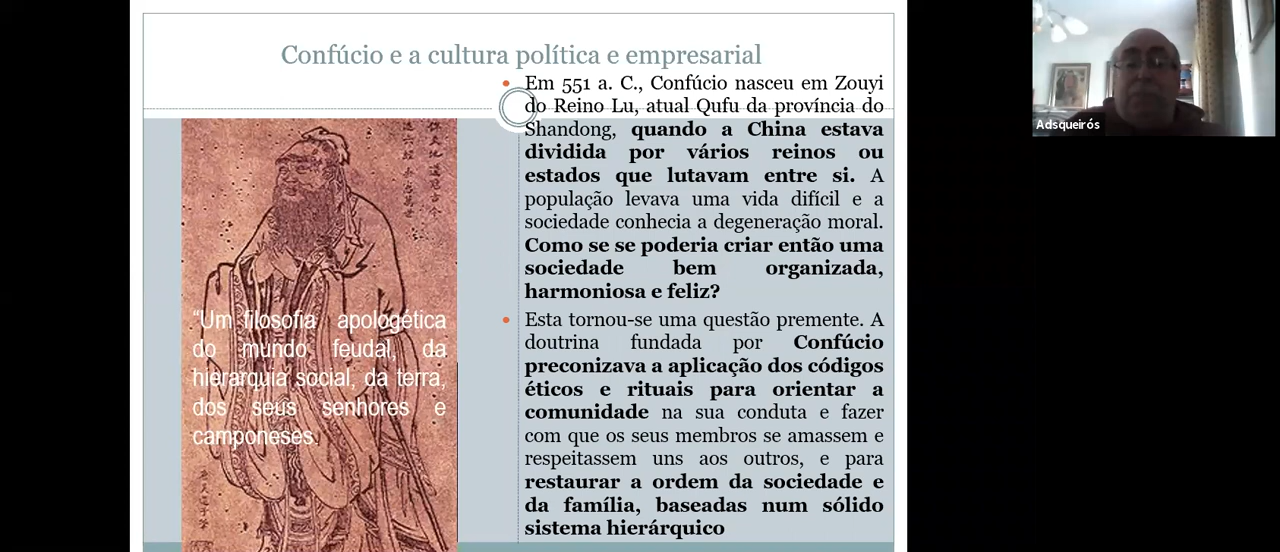 Confúcio e a cultura política e empresarial
Em 551 a. C., Confúcio nasceu em Zouyi
do Reino Lu, atual Qufu da província do
Shandong, quando a China estava
dividida por vários reinos ou
estados que lutavam entre si. A
população levava uma vida difícil e a
sociedade conhecia a degeneração moral.
Como se se poderia criar então uma
sociedade bem organizada,
harmoniosa e feliz?
Esta tornou-se uma questão premente. A
doutrina fundada por Confúcio
preconizava a aplicação dos códigos
éticos e rituais para orientar a
comunidade na sua conduta e fazer
com que os seus membros se amassem e
respeitassem uns aos outros, e para
restaurar a ordem da sociedade e
da família, baseadas num sólido
sistema hierárquico
“Um filosofia apologética
do mundo feudal, da
hierarquia social, da terra,
dos seus senhores e
camponeses.
Adsqueirós